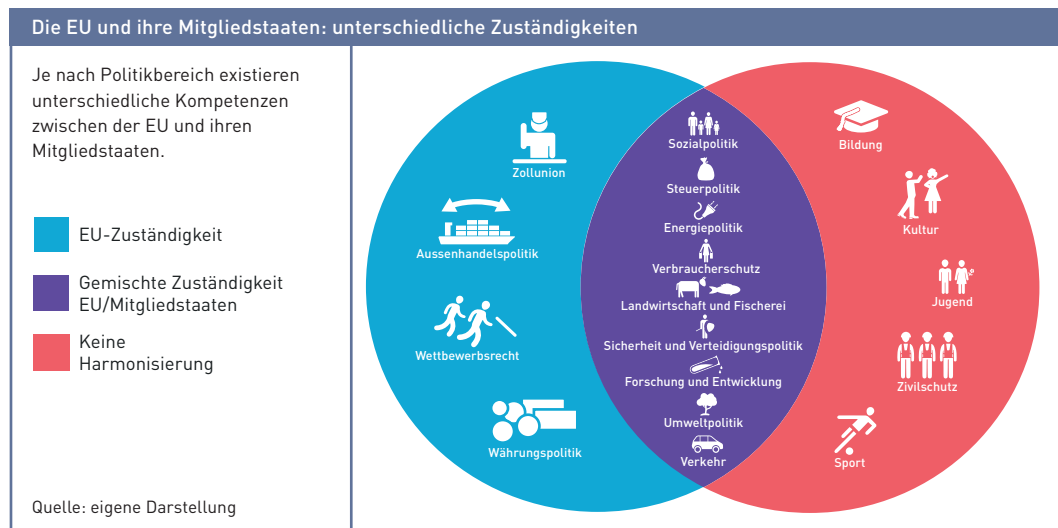 Die EU und ihre Mitgliedstaaten: unterschiedliche Zuständigkeiten
Je nach Politikbereich existieren
unterschiedliche Kompetenzen
zwischen der EU und ihren
Mitgliedstaaten.
EU-Zuständigkeit
Gemischte Zuständigkeit
EU/Mitgliedstaaten
Keine
Harmonisierung
Quelle: eigene Darstellung
Zollunion
Aussenhandelspolitik
Wettbewerbsrecht
Währungspolitik
Sozialpolitik
Steuerpolitik
Energiepolitik
Verbraucherschutz
Landwirtschaft und Fischerei
Sicherheit und Verteidigungspolitik
Forschung und Entwicklung
Umweltpolitik
Verkehr
Bildung
Kultur
Jugend
Zivilschutz
Sport